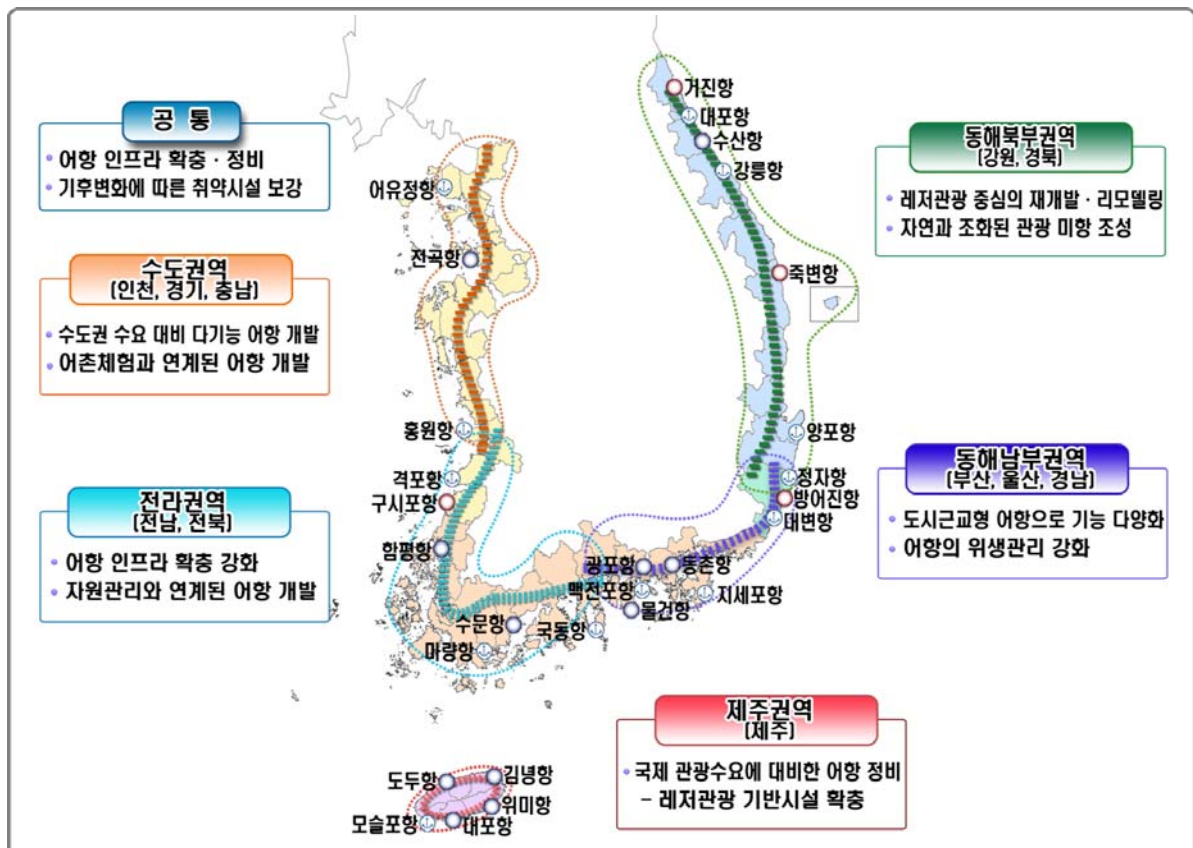 공 통
• 어항 인프라 확충 · 정비
• 기후변화에 따른 취약시설 보강
수도권역
(인천, 경기, 충남)
• 수도권 수요 대비 다기능 어항 개발
• 어촌체험과 연계된 어항 개발
전라권역
(전남, 전북)
• 어항 인프라 확충 강화
• 자원관리와 연계된 어항 개발
어유정항
전곡항
홍원항
격포항
구시포항
함평항
수문항
마량항
국동항
거진항
대포항
수산항
강릉항
죽변항
양포항
정자항
방어진항
대변항
광포항
동촌항
맥전포항
지세포항
물건항
동해북부권역
(강원, 경북)
• 레저관광 중심의 재개발 · 리모델링
• 자연과 조화된 관광 미항 조성
동해남부권역
(부산, 울산, 경남)
• 도시근교형 어항으로 기능 다양화
• 어항의 위생관리 강화
제주권역
(제주)
• 국제 관광수요에 대비한 어항 정비
– 레저관광 기반시설 확충
도두항
김녕항
위미항
모슬포항
대포항